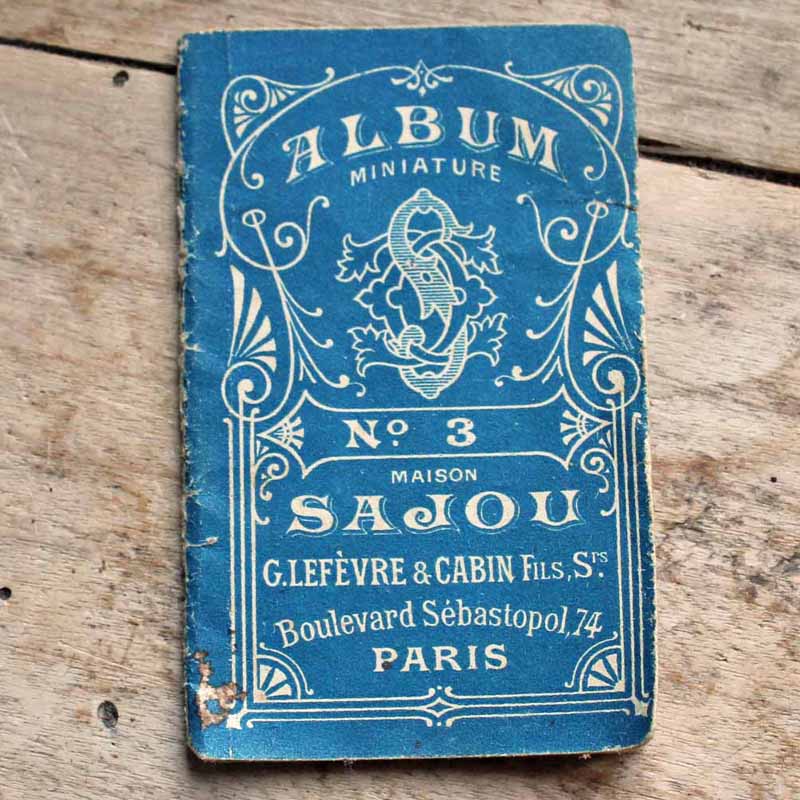 ALBUM
MINIATURE
S
Nº 3
MAISON
SAJOU
G. LEFÈVRE & CABIN FILS, Srs.
Boulevard Sébastopol, 74
PARIS